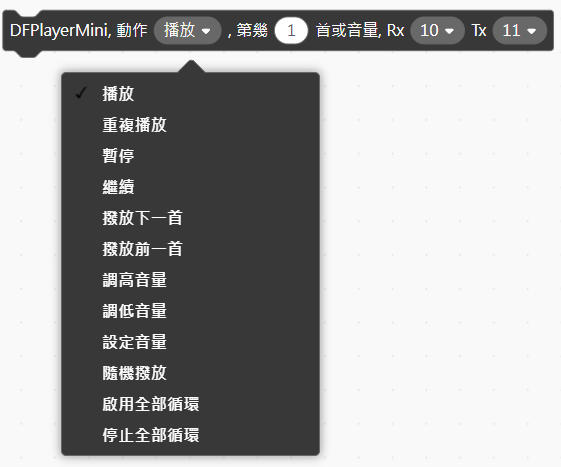 DFPlayerMini, 動作 播放 , 第幾 1 首或音量, Rx 10 Tx 11
播放
重複播放
暫停
繼續
撥放下一首
撥放前一首
調高音量
調低音量
設定音量
隨機撥放
啟用全部循環
停止全部循環